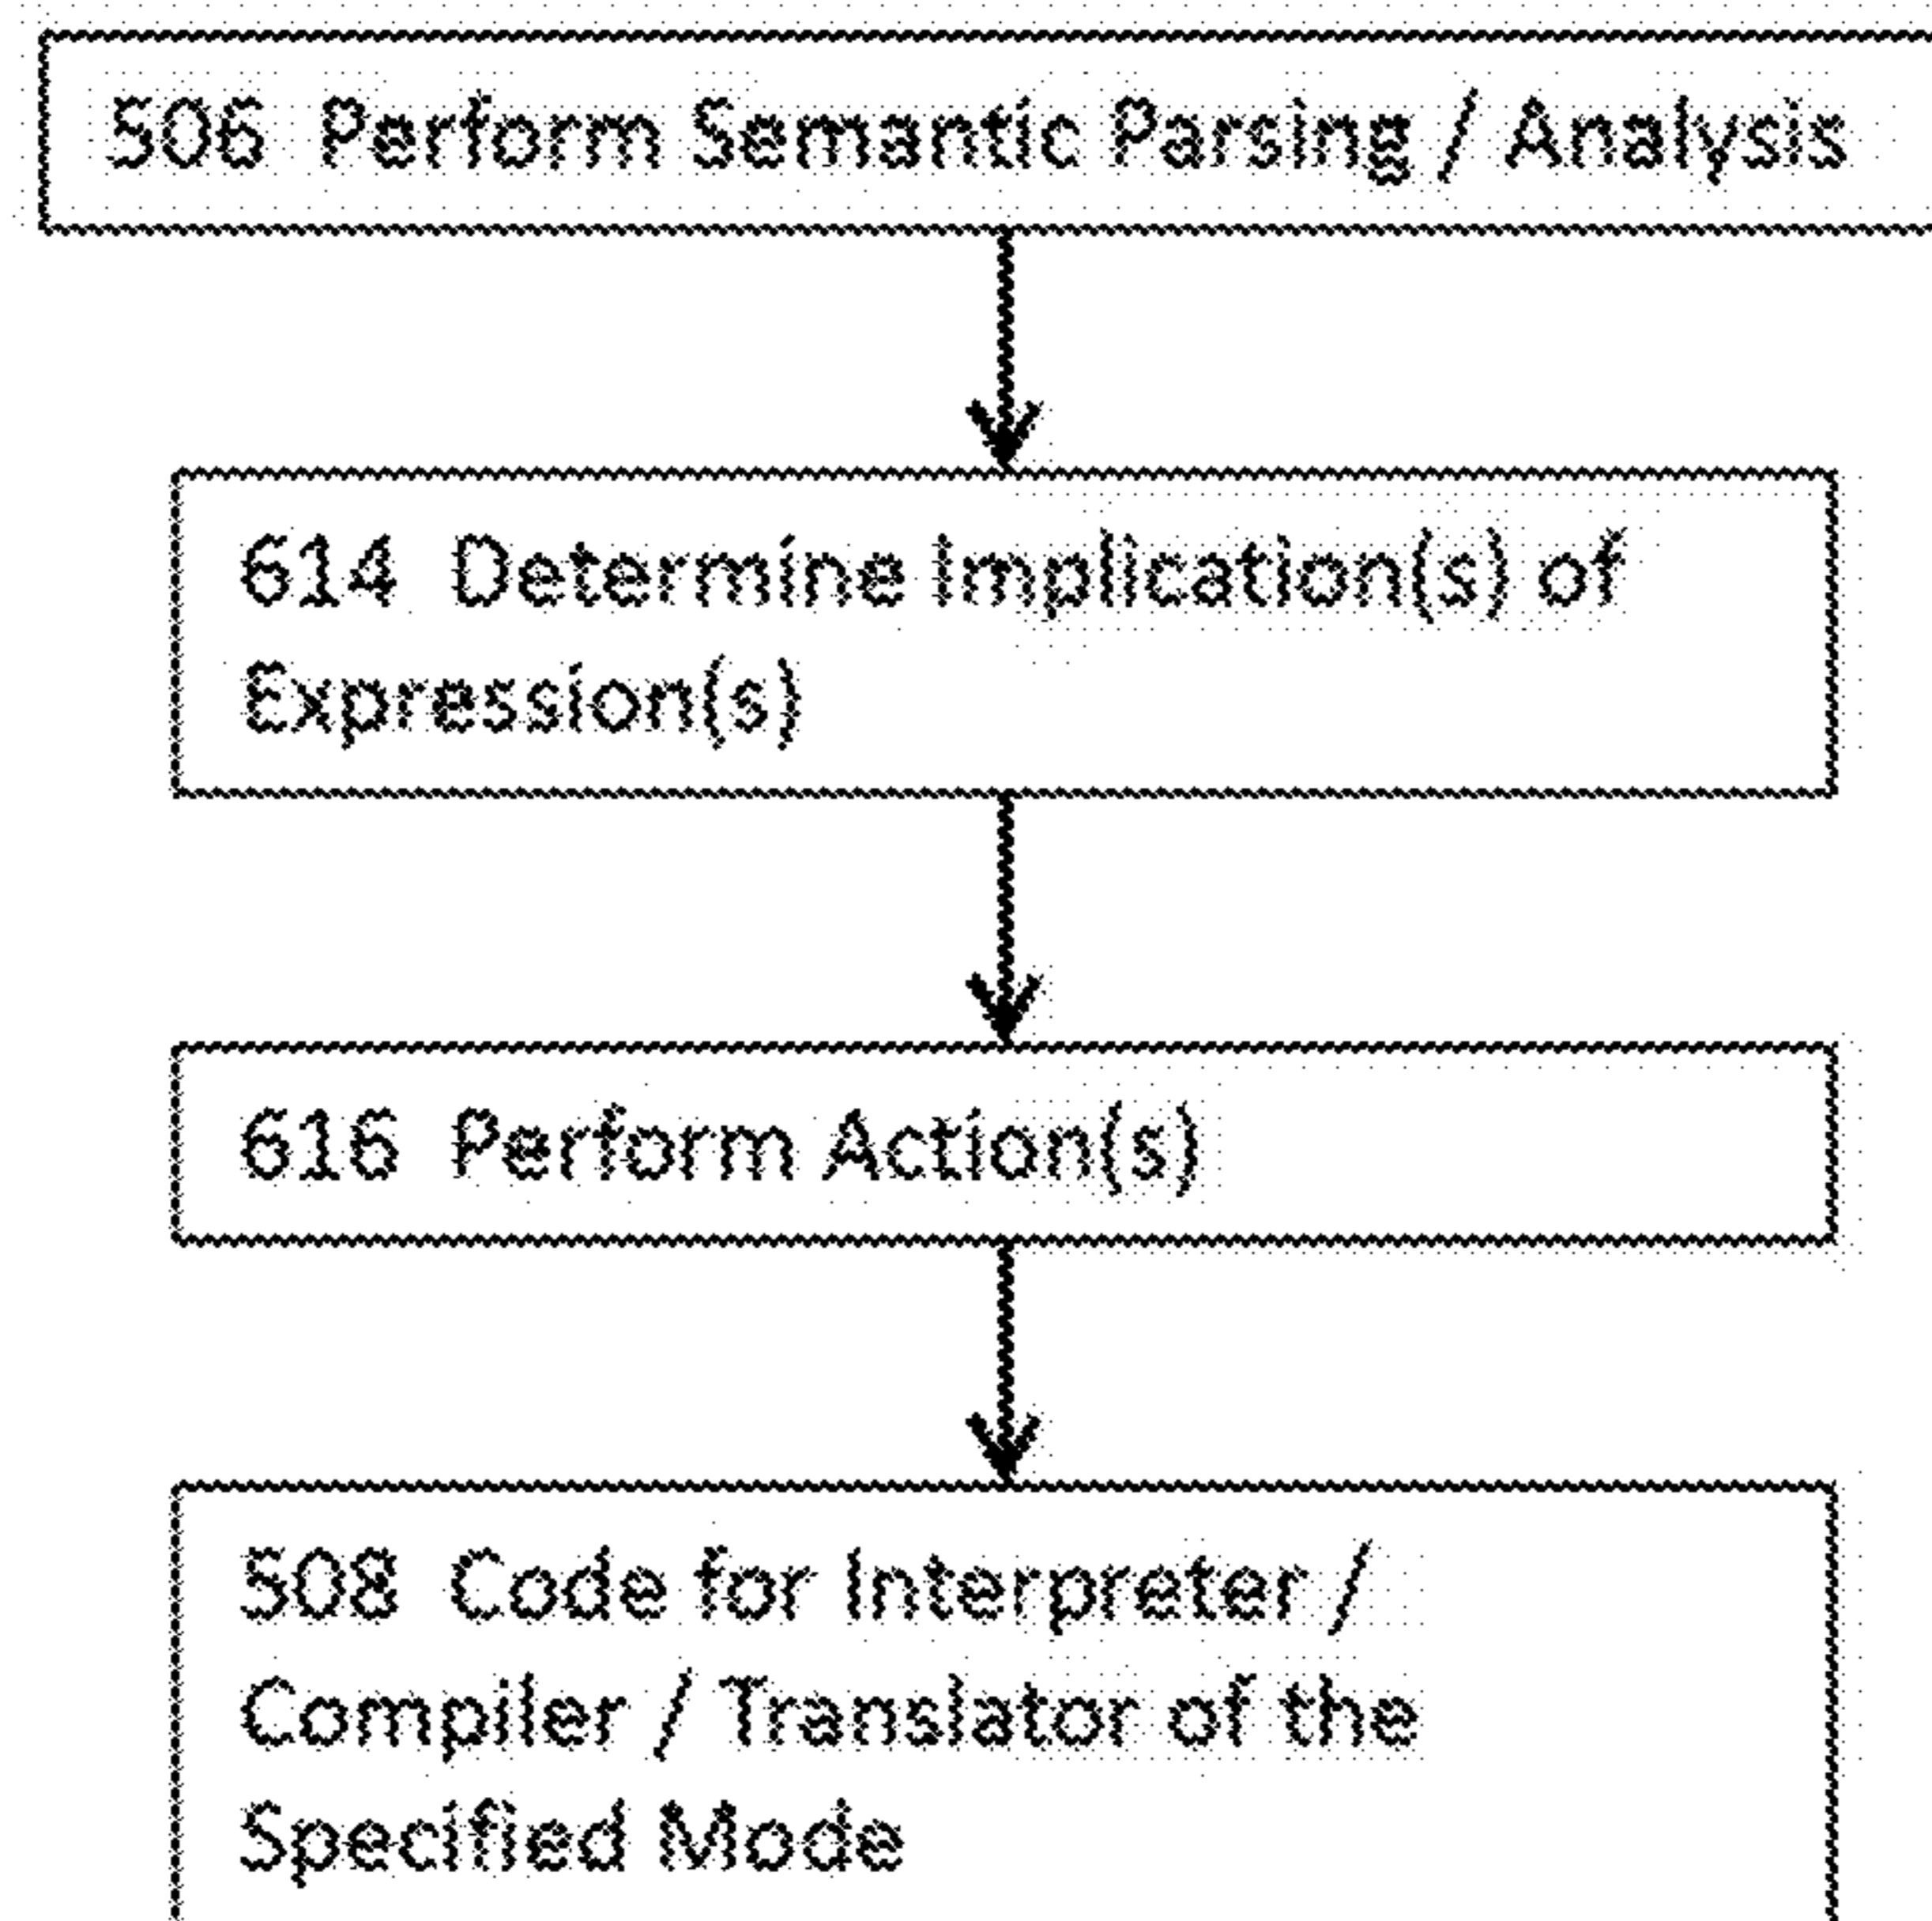 506 Perform Semantic Parsing / Analysis
614 Determine Implication(s) of
Expression(s)
616 Perform Action(s)
508 Code for Interpreter /
Compiler / Translator of the
Specified Mode